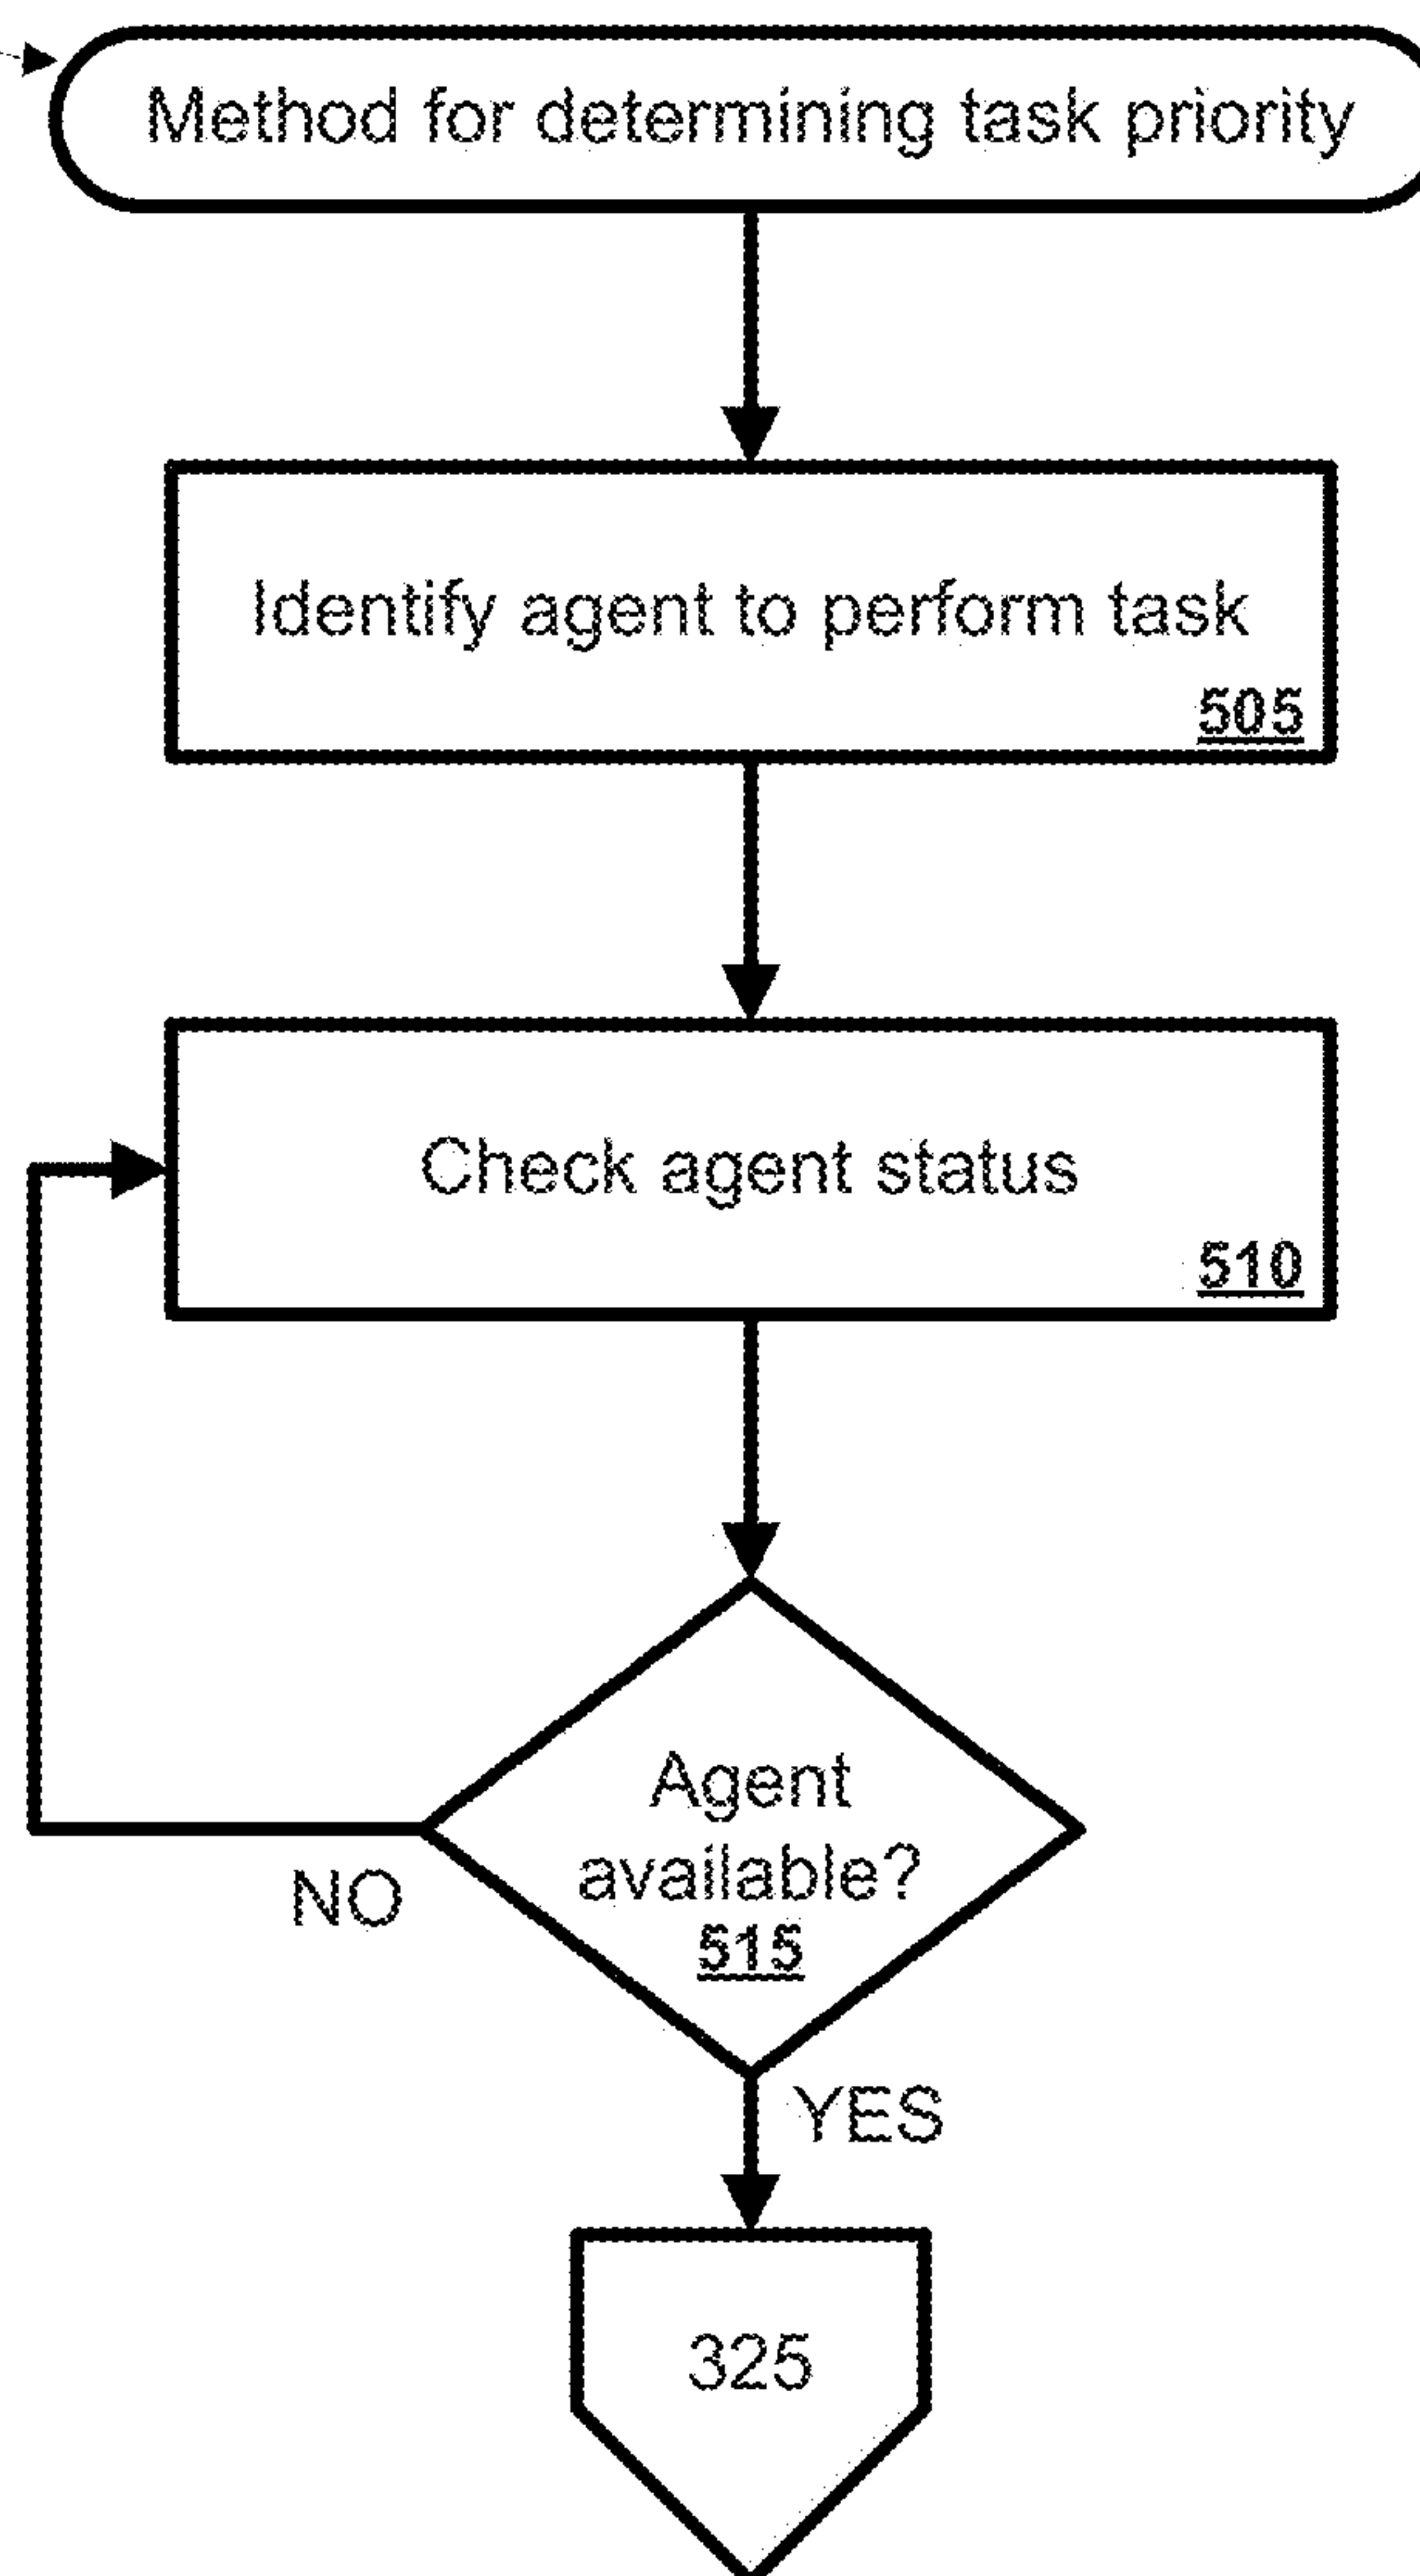 Method for determining task priority
Identify agent to perform task
505
Check agent status
510
Agent
available?
515
NO
YES
325